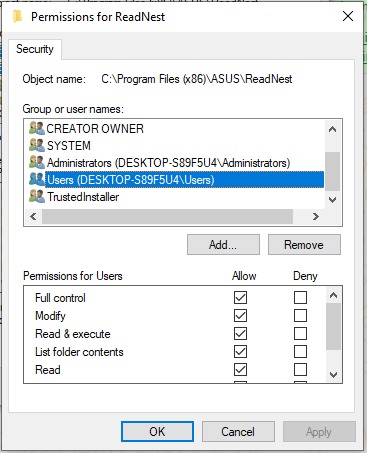 Permissions for ReadNest
Security
Object name: C:\Program Files (x86)\ASUS\ReadNest
Group or user names:
CREATOR OWNER
SYSTEM
Administrators (DESKTOP-S89F5U4\Administrators)
Users (DESKTOP-S89F5U4\Users)
TrustedInstaller
Add... Remove
Permissions for Users Allow Deny
Full control
Modify
Read & execute
List folder contents
Read
OK Cancel Apply